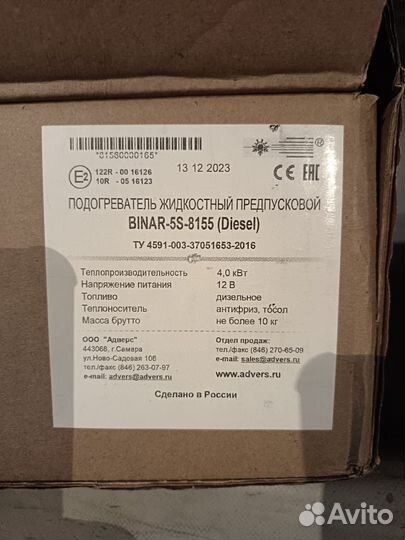 *8158000016S*
13 12 2023
E2
122R - 00 16126
10R - 05 16123
CE EAC
ПОДОГРЕВАТЕЛЬ ЖИДКОСТНЫЙ ПРЕДПУСКОВОЙ
BINAR-5S-8155 (Diesel)
ТУ 4591-003-37051653-2016
Теплопроизводительность 4,0 кВт
Напряжение питания 12 В
Топливо дизельное
Теплоноситель антифриз, тосол
Масса брутто не более 10 кг
ООО "Адверс"
443068, г.Самара
ул.Ново-Садовая 106
тел./факс (846) 263-07-97
e-mail: advers@advers.ru
Отдел продаж:
тел./факс (846) 270-65-09
e-mail: sales@advers.ru
www.advers.ru
Сделано в России
Avito